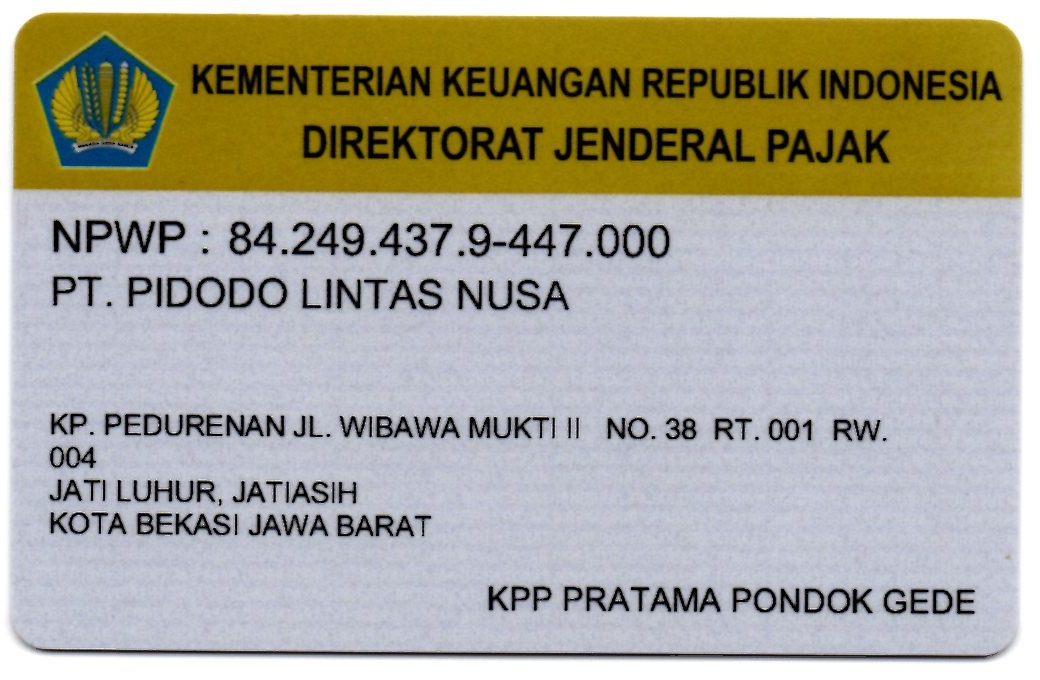 KEMENTERIAN KEUANGAN REPUBLIK INDONESIA
DIREKTORAT JENDERAL PAJAK
NPWP : 84.249.437.9-447.000
PT. PIDODO LINTAS NUSA
KP. PEDURENAN JL. WIBAWA MUKTI II NO. 38 RT. 001 RW.
004
JATI LUHUR, JATIASIH
KOTA BEKASI JAWA BARAT
KPP PRATAMA PONDOK GEDE